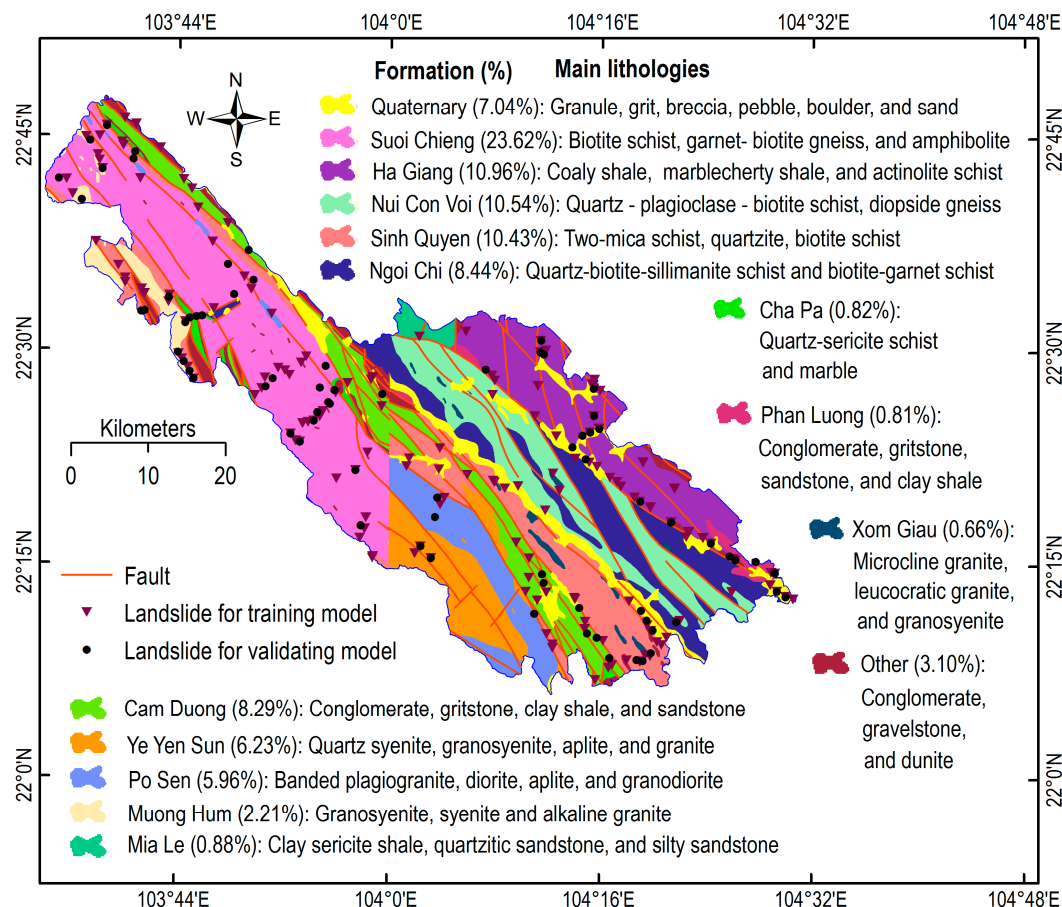 103°44'E 104°0'E 104°16'E 104°32'E 104°48'E
N
W E
S
Formation (%) Main lithologies
Quaternary (7.04%): Granule, grit, breccia, pebble, boulder, and sand
Suoi Chieng (23.62%): Biotite schist, garnet- biotite gneiss, and amphibolite
Ha Giang (10.96%): Coaly shale, marblecherty shale, and actinolite schist
Nui Con Voi (10.54%): Quartz - plagioclase - biotite schist, diopside gneiss
Sinh Quyen (10.43%): Two-mica schist, quartzite, biotite schist
Ngoi Chi (8.44%): Quartz-biotite-sillimanite schist and biotite-garnet schist
Cha Pa (0.82%):
Quartz-sericite schist
and marble
Phan Luong (0.81%):
Conglomerate, gritstone,
sandstone, and clay shale
Xom Giau (0.66%):
Microcline granite,
leucocratic granite,
and granosyenite
Other (3.10%):
Conglomerate,
gravelstone,
and dunite
Kilometers
0 10 20
Fault
Landslide for training model
Landslide for validating model
Cam Duong (8.29%): Conglomerate, gritstone, clay shale, and sandstone
Ye Yen Sun (6.23%): Quartz syenite, granosyenite, aplite, and granite
Po Sen (5.96%): Banded plagiogranite, diorite, aplite, and granodiorite
Muong Hum (2.21%): Granosyenite, syenite and alkaline granite
Mia Le (0.88%): Clay sericite shale, quartzitic sandstone, and silty sandstone
22°45'N
22°30'N
22°15'N
22°0'N
22°45'N
22°30'N
22°15'N
22°0'N
103°44'E 104°0'E 104°16'E 104°32'E 104°48'E